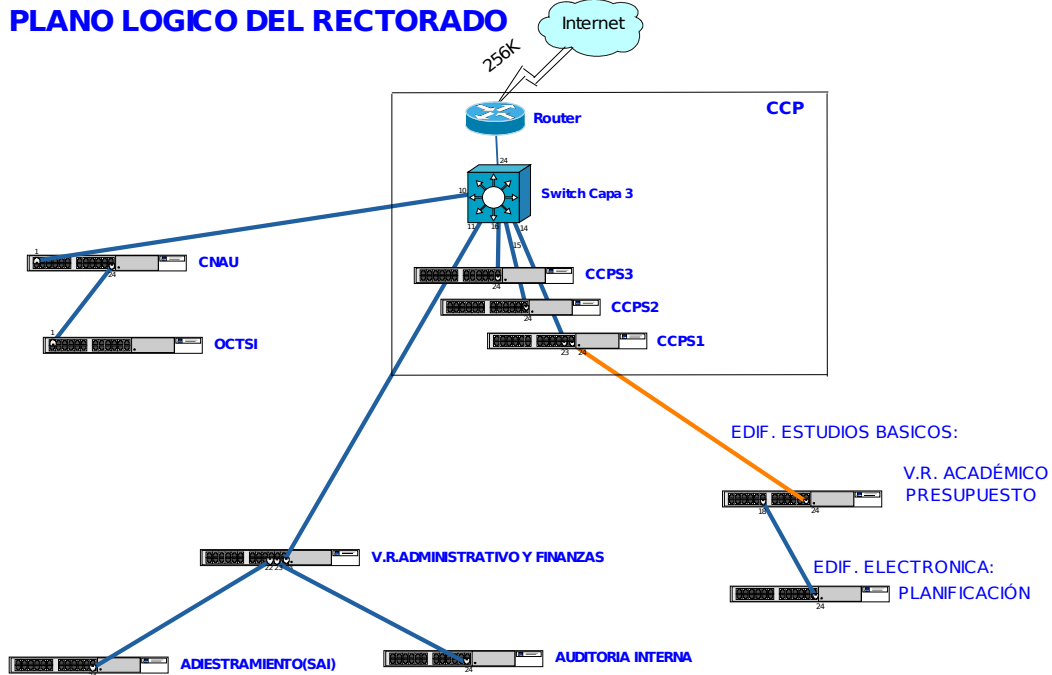 PLANO LOGICO DEL RECTORADO
Internet
256K
CCP
Router
24
Switch Capa 3
10
11
16
14
15
1
CNAU
24
CCPS3
24
CCPS2
24
1
OCTSI
CCPS1
23
24
EDIF. ESTUDIOS BASICOS:
V.R. ACADÉMICO
PRESUPUESTO
18
24
V.R.ADMINISTRATIVO Y FINANZAS
22
23
EDIF. ELECTRONICA:
PLANIFICACIÓN
24
ADIESTRAMIENTO(SAI)
AUDITORIA INTERNA
24